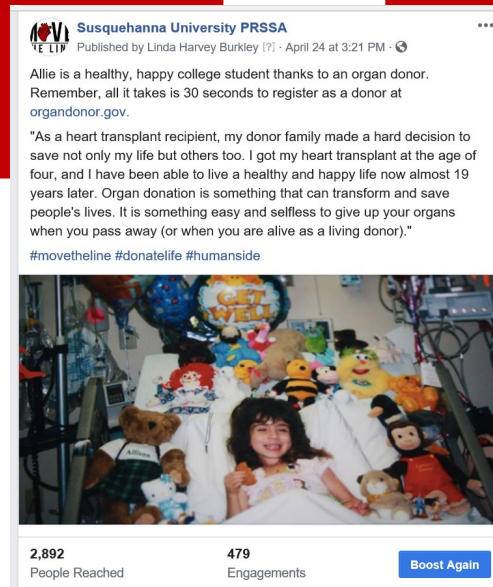 MOVE
THE LIN
Susquehanna University PRSSA
Published by Linda Harvey Burkley [?] · April 24 at 3:21 PM ·
Allie is a healthy, happy college student thanks to an organ donor.
Remember, all it takes is 30 seconds to register as a donor at
organdonor.gov.
"As a heart transplant recipient, my donor family made a hard decision to
save not only my life but others too. I got my heart transplant at the age of
four, and I have been able to live a healthy and happy life now almost 19
years later. Organ donation is something that can transform and save
people's lives. It is something easy and selfless to give up your organs
when you pass away (or when you are alive as a living donor)."
#movetheline #donatelife #humanside
GET
WELL
Allison
2,892
479
Boost Again
People Reached
Engagements